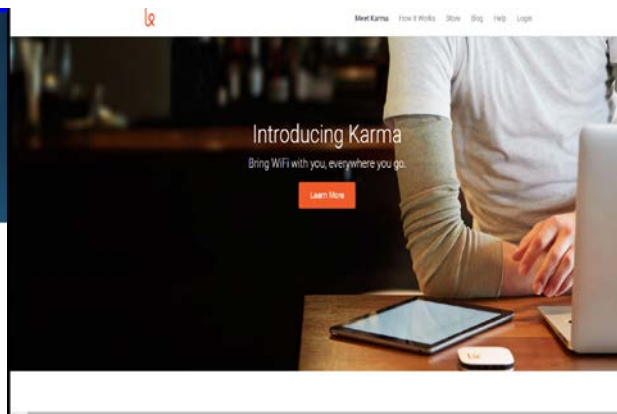 Meet Karma How it Works Store Blog Help Login
Introducing Karma
Bring WiFi with you, everywhere you go.
Learn More